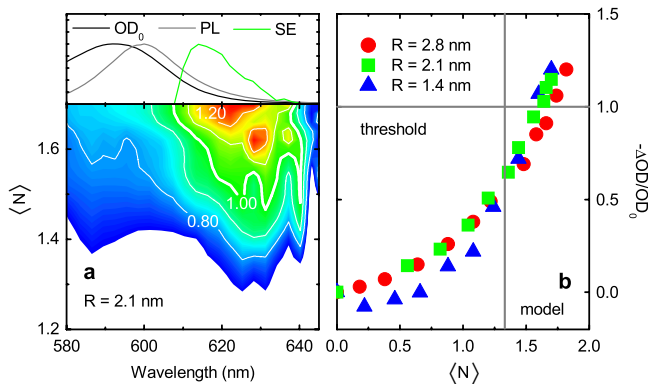 OD0 PL SE
⟨N⟩
1.6
1.4
1.2
1.20
1.00
0.80
a
R = 2.1 nm
580 600 620 640
Wavelength (nm)
R = 2.8 nm
R = 2.1 nm
R = 1.4 nm
threshold
b
model
0.0 0.5 1.0 1.5 2.0
⟨N⟩
1.5
1.0
0.5
0.0
-ΔOD/OD0